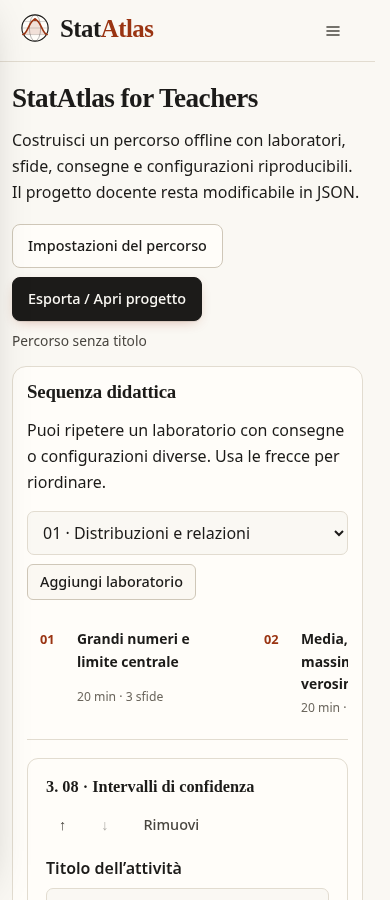 StatAtlas
StatAtlas for Teachers
Costruisci un percorso offline con laboratori,
sfide, consegne e configurazioni riproducibili.
Il progetto docente resta modificabile in JSON.
Impostazioni del percorso
Esporta / Apri progetto
Percorso senza titolo
Sequenza didattica
Puoi ripetere un laboratorio con consegne
o configurazioni diverse. Usa le frecce per
riordinare.
01 · Distribuzioni e relazioni
Aggiungi laboratorio
01 Grandi numeri e
limite centrale
20 min · 3 sfide
02 Media,
20 min ·
3. 08 · Intervalli di confidenza
↑ ↓ Rimuovi
Titolo dell’attività